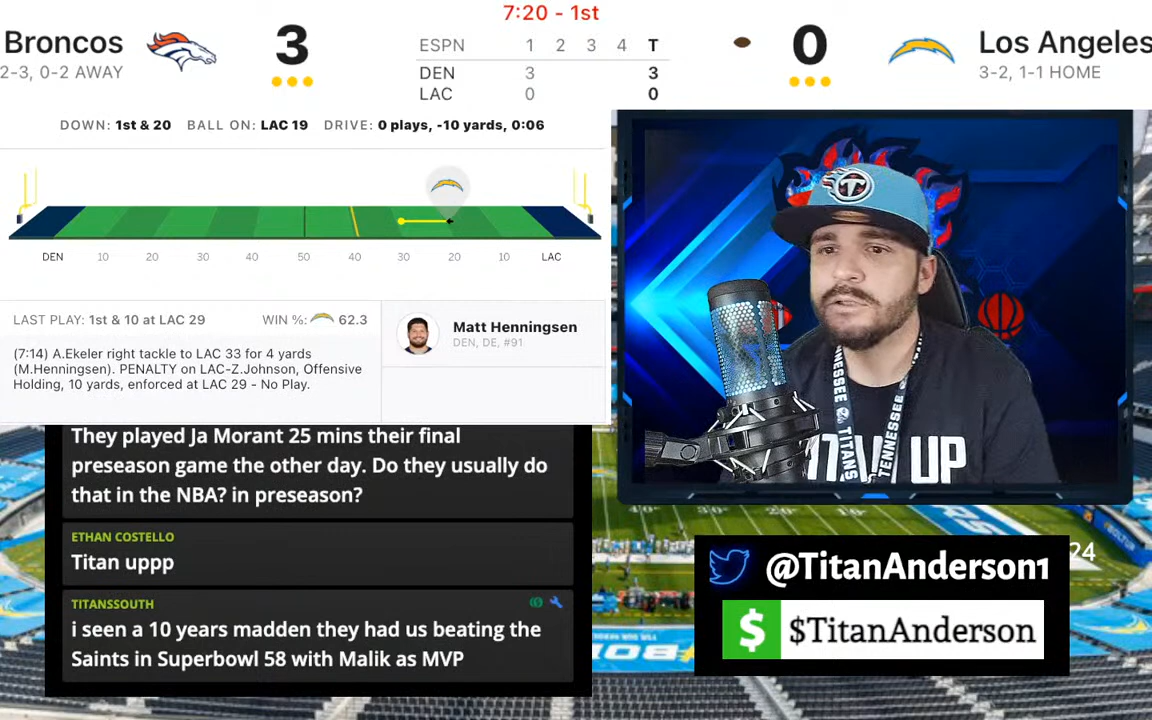 7:20 - 1st
Broncos 3
2-3, 0-2 AWAY
ESPN 1 2 3 4 T
DEN 3 3
LAC 0 0
0 Los Angeles
3-2, 1-1 HOME
DOWN: 1st & 20 BALL ON: LAC 19 DRIVE: 0 plays, -10 yards, 0:06
DEN 10 20 30 40 50 40 30 20 10 LAC
LAST PLAY: 1st & 10 at LAC 29 WIN %: 62.3
(7:14) A.Ekeler right tackle to LAC 33 for 4 yards
(M.Henningsen). PENALTY on LAC-Z.Johnson, Offensive
Holding, 10 yards, enforced at LAC 29 - No Play.
Matt Henningsen
DEN, DE, #91
They played Ja Morant 25 mins their final
preseason game the other day. Do they usually do
that in the NBA? in preseason?
ETHAN COSTELLO
Titan uppp
TITANSSOUTH
i seen a 10 years madden they had us beating the
Saints in Superbowl 58 with Malik as MVP
T
TITANS
TENNESSEE
UP
24
@TitanAnderson1
$ $TitanAnderson